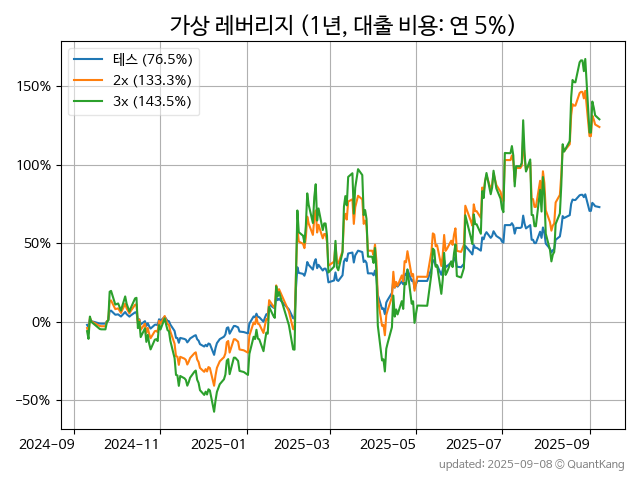 가상 레버리지 (1년, 대출 비용: 연 5%)
테스 (76.5%)
2x (133.3%)
3x (143.5%)
150%
100%
50%
0%
−50%
2024-09 2024-11 2025-01 2025-03 2025-05 2025-07 2025-09
updated: 2025-09-08 © QuantKang